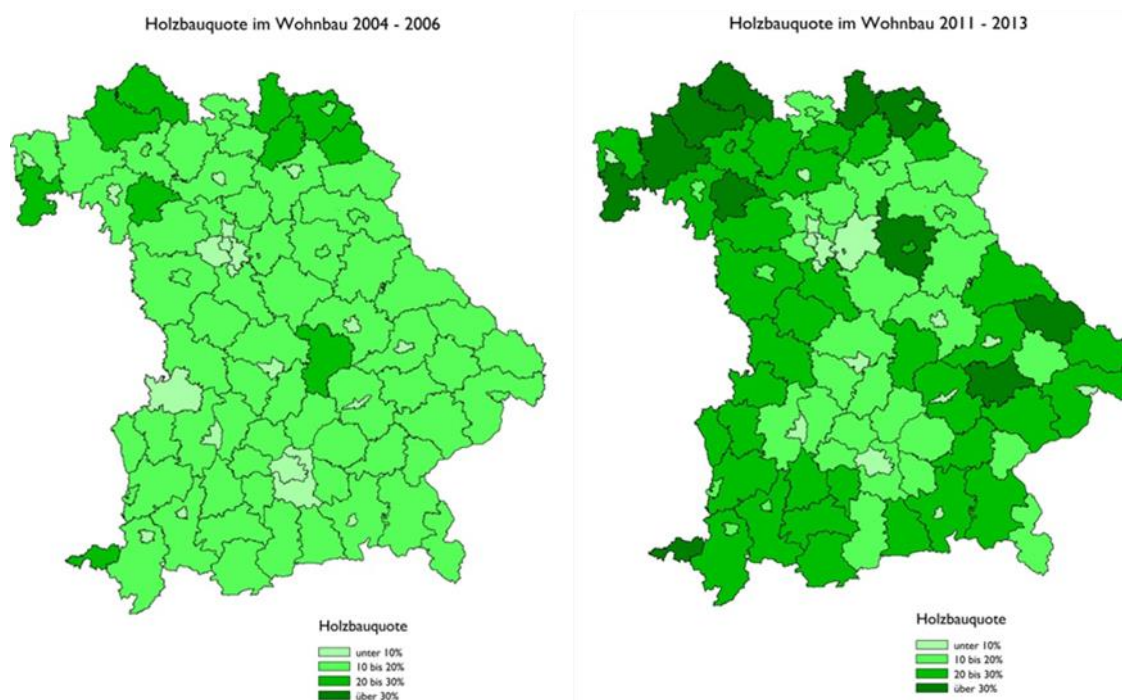 Holzbauquote im Wohnbau 2004 - 2006
Holzbauquote im Wohnbau 2011 - 2013
Holzbauquote
unter 10%
10 bis 20%
20 bis 30%
über 30%
Holzbauquote
unter 10%
10 bis 20%
20 bis 30%
über 30%